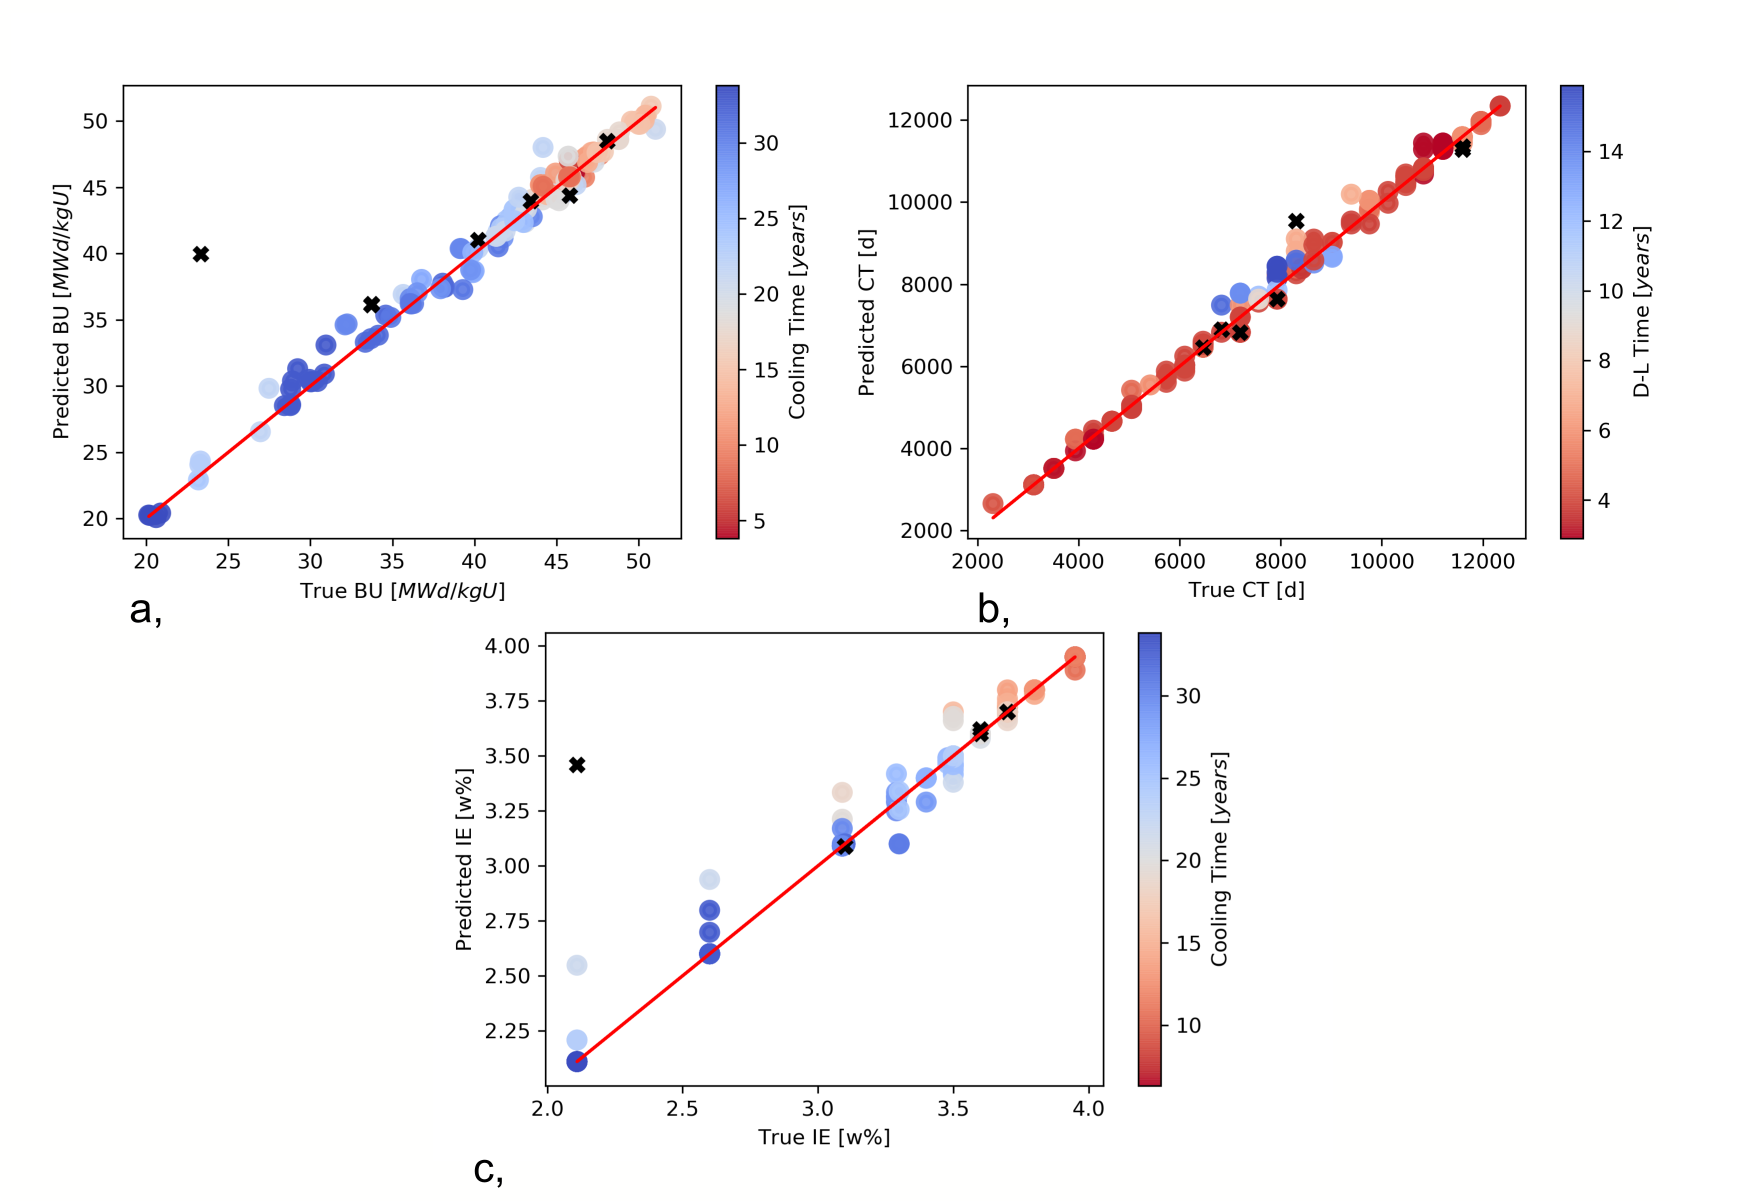 50
45
40
35
30
25
20
20 25 30 35 40 45 50
Predicted BU [MWd/kgU]
True BU [MWd/kgU]
30
25
20
15
10
5
Cooling Time [years]
a,
12000
10000
8000
6000
4000
2000
2000 4000 6000 8000 10000 12000
Predicted CT [d]
True CT [d]
14
12
10
8
6
4
D-L Time [years]
b,
4.00
3.75
3.50
3.25
3.00
2.75
2.50
2.25
2.0 2.5 3.0 3.5 4.0
Predicted IE [w%]
True IE [w%]
30
25
20
15
10
Cooling Time [years]
c,